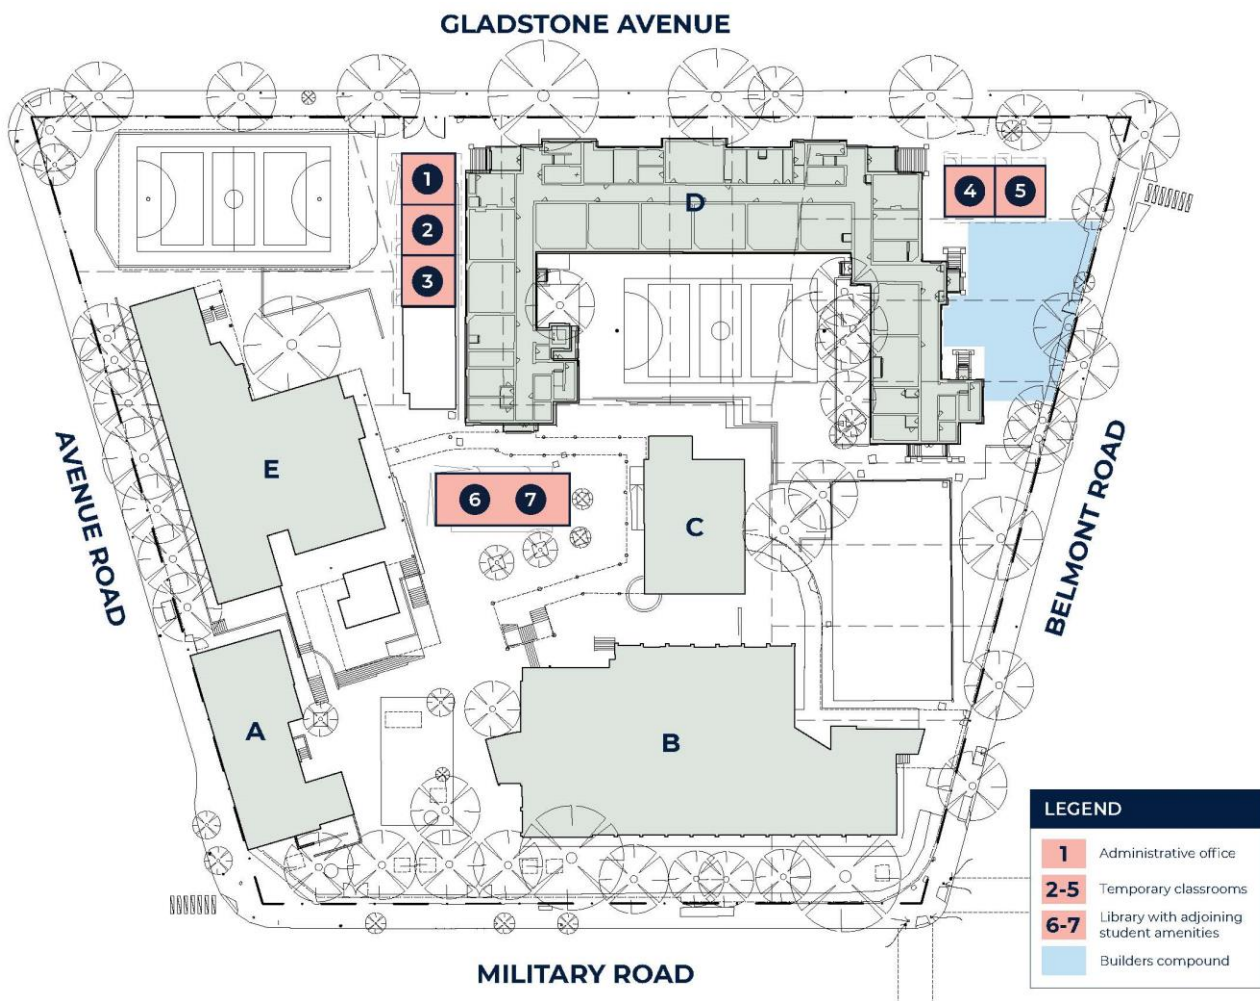 GLADSTONE AVENUE
1
2
3
D
4
5
AVENUE ROAD
E
6
7
C
BELMONT ROAD
A
B
MILITARY ROAD
LEGEND
1 Administrative office
2-5 Temporary classrooms
6-7 Library with adjoining
student amenities
Builders compound